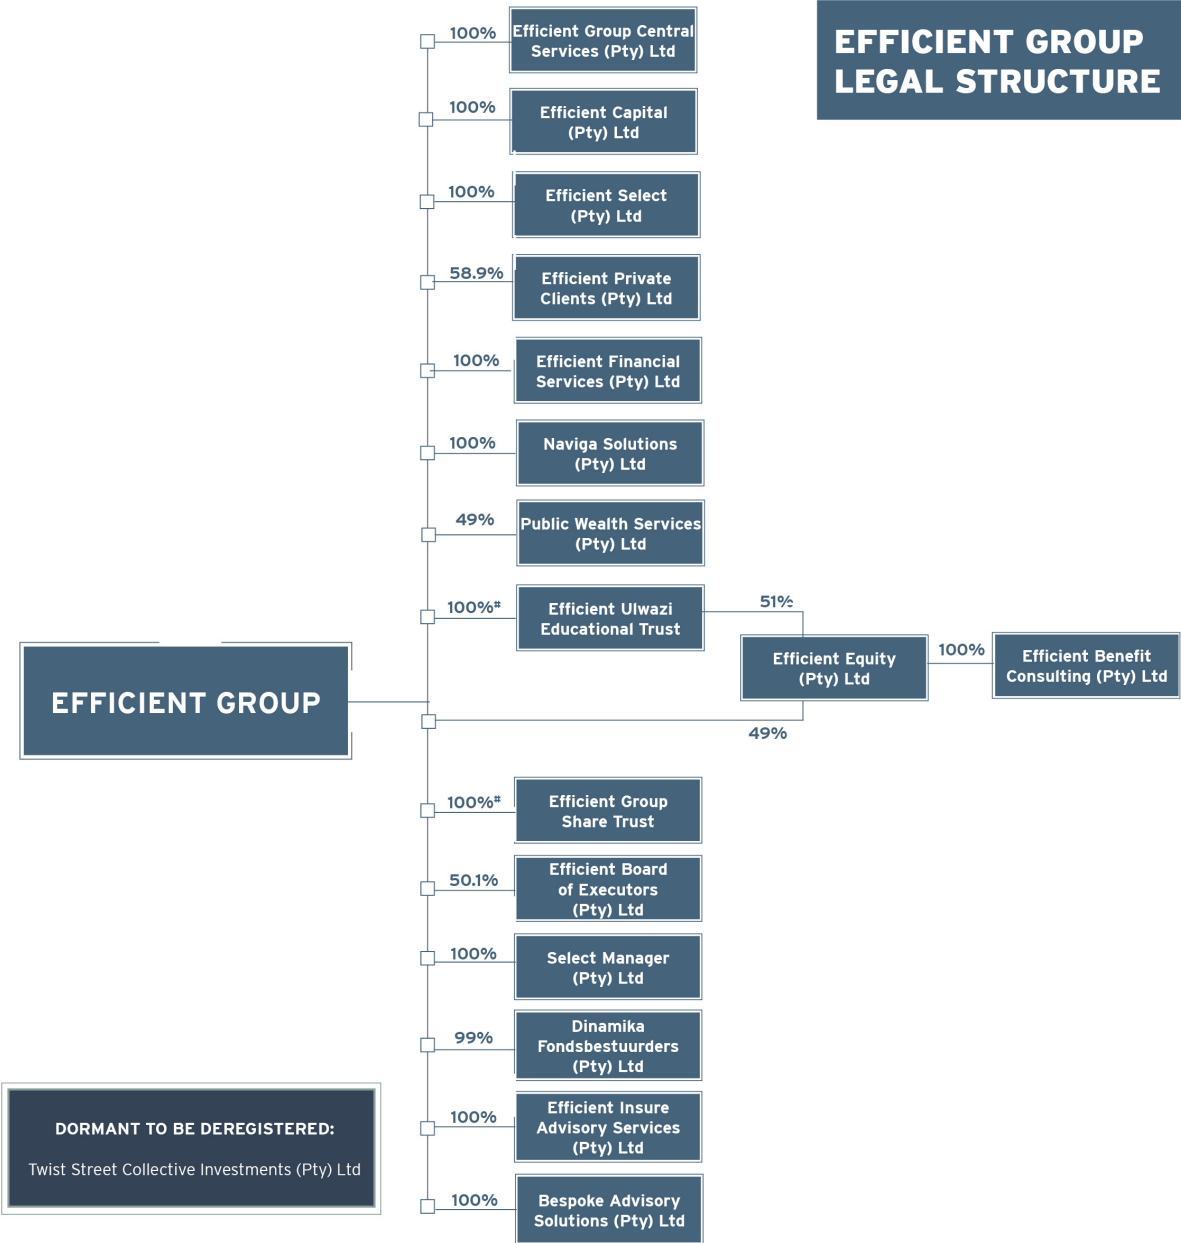 EFFICIENT GROUP
LEGAL STRUCTURE
100%
Efficient Group Central
Services (Pty) Ltd
100%
Efficient Capital
(Pty) Ltd
100%
Efficient Select
(Pty) Ltd
58.9%
Efficient Private
Clients (Pty) Ltd
100%
Efficient Financial
Services (Pty) Ltd
100%
Naviga Solutions
(Pty) Ltd
49%
Public Wealth Services
(Pty) Ltd
100%#
Efficient Ulwazi
Educational Trust
51%
Efficient Equity
(Pty) Ltd
100%
Efficient Benefit
Consulting (Pty) Ltd
EFFICIENT GROUP
49%
100%#
Efficient Group
Share Trust
50.1%
Efficient Board
of Executors
(Pty) Ltd
100%
Select Manager
(Pty) Ltd
99%
Dinamika
Fondsbestuurders
(Pty) Ltd
100%
Efficient Insure
Advisory Services
(Pty) Ltd
100%
Bespoke Advisory
Solutions (Pty) Ltd
DORMANT TO BE DEREGISTERED:
Twist Street Collective Investments (Pty) Ltd